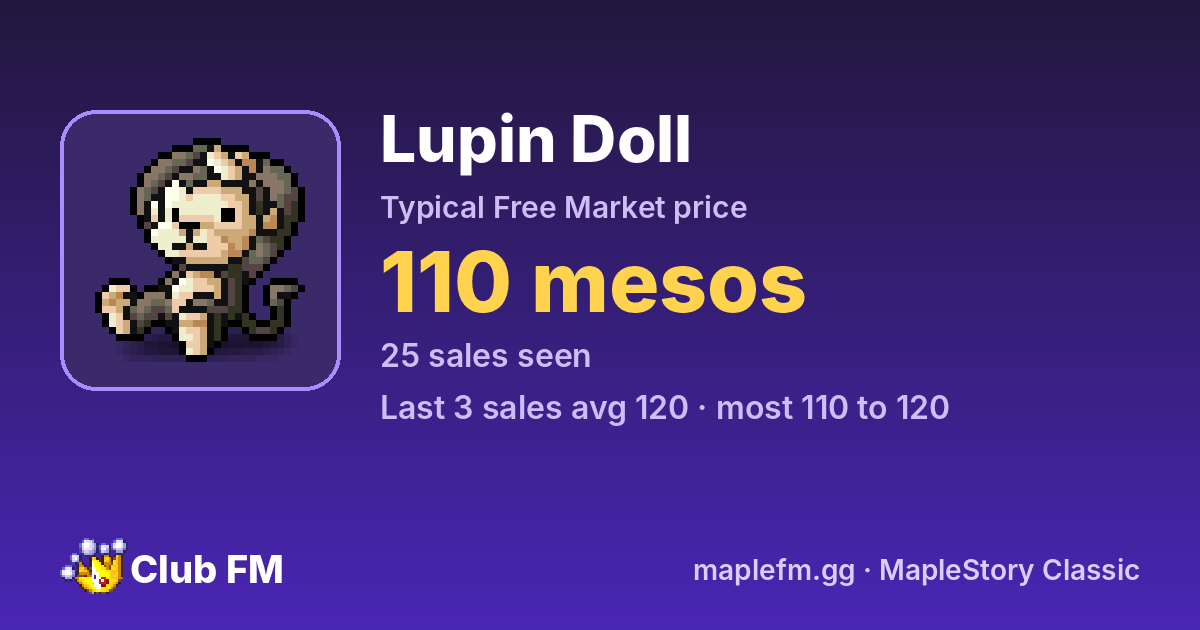 Lupin Doll
Typical Free Market price
110 mesos
25 sales seen
Last 3 sales avg 120 · most 110 to 120
Club FM
maplefm.gg · MapleStory Classic